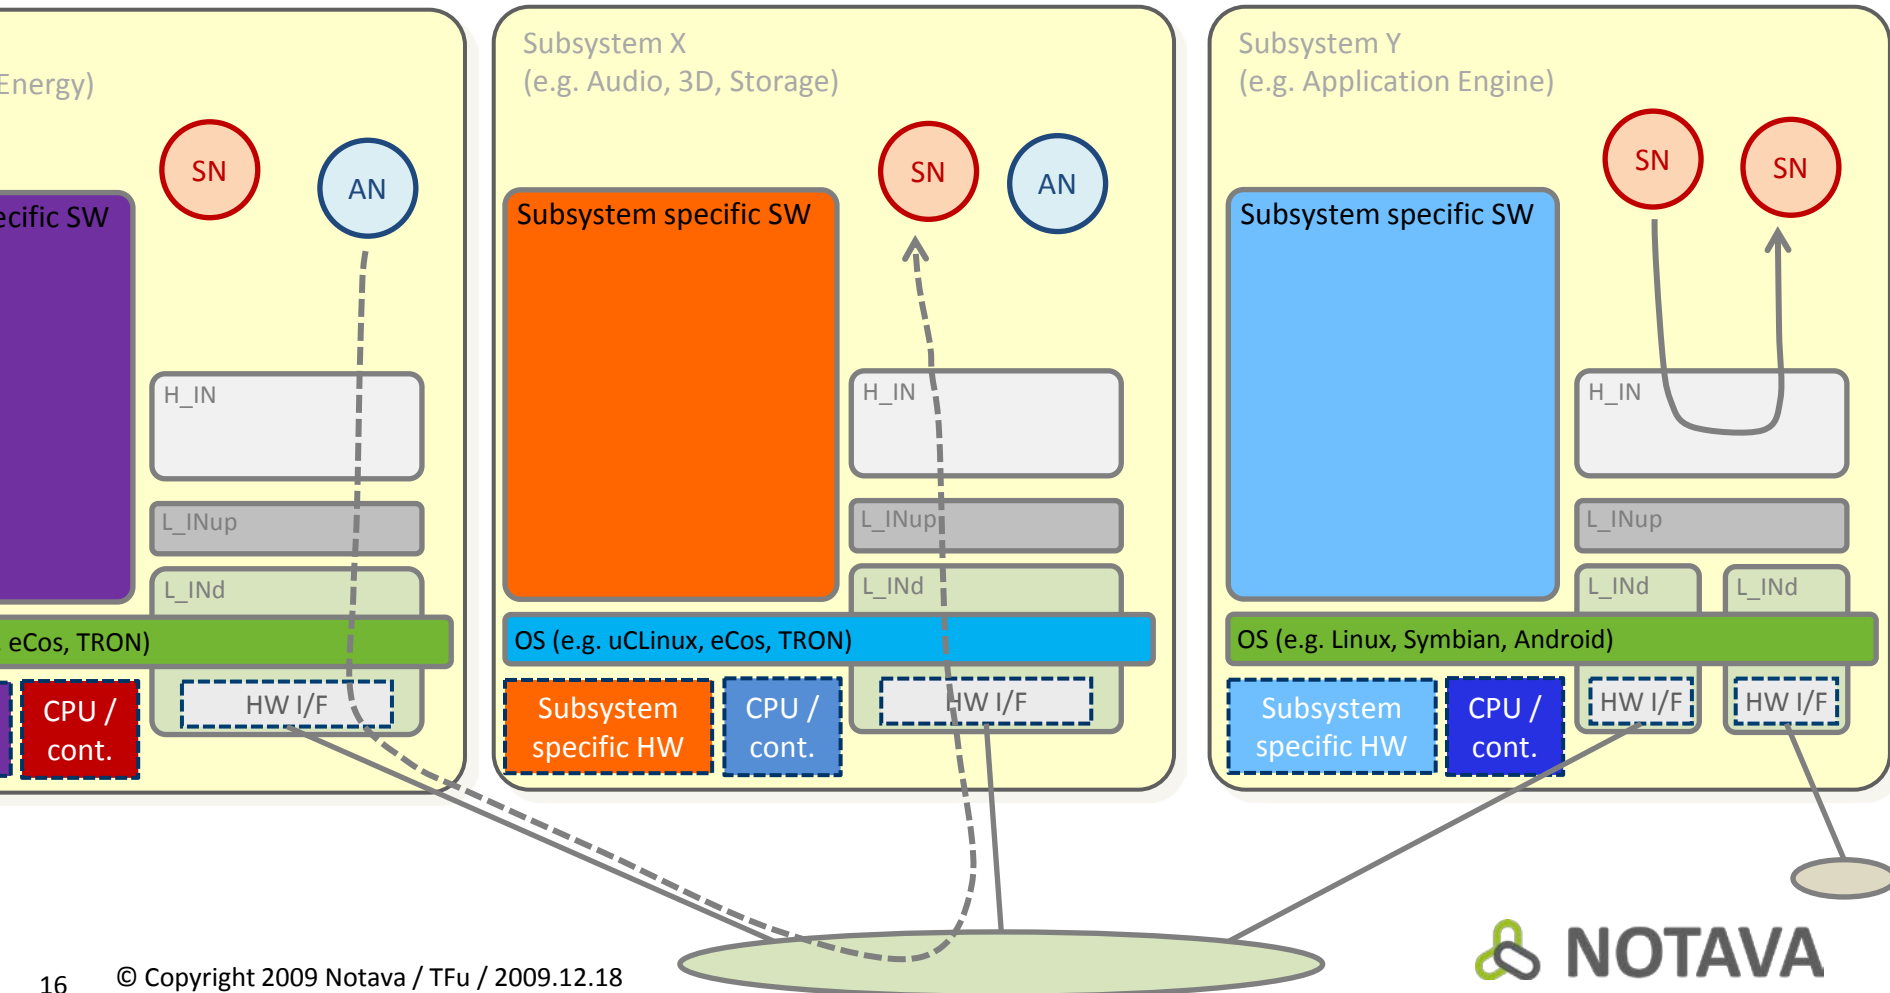 Energy)
SN
AN
ecific SW
H_IN
L_INup
L_INd
eCos, TRON)
CPU /
cont.
HW I/F
Subsystem X
(e.g. Audio, 3D, Storage)
SN
AN
Subsystem specific SW
H_IN
L_INup
L_INd
OS (e.g. uCLinux, eCos, TRON)
Subsystem
specific HW
CPU /
cont.
HW I/F
Subsystem Y
(e.g. Application Engine)
SN
SN
Subsystem specific SW
H_IN
L_INup
L_INd
L_INd
OS (e.g. Linux, Symbian, Android)
Subsystem
specific HW
CPU /
cont.
HW I/F
HW I/F
16
© Copyright 2009 Notava / TFu / 2009.12.18
NOTAVA